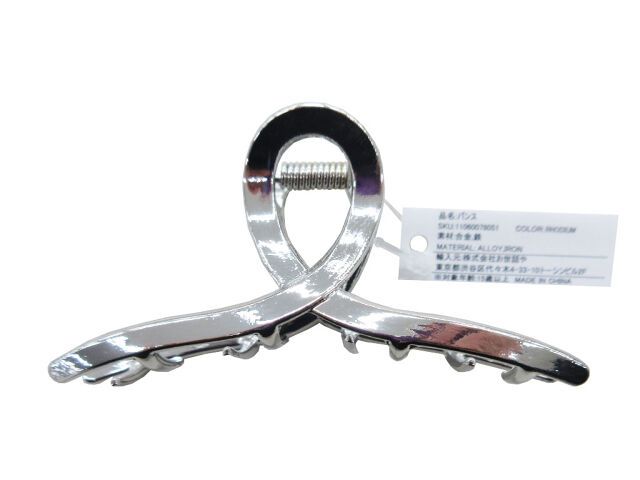 品名:バンス
SKU:11060078051 COLOR:RHODIUM
素材:合金,鉄
MATERIAL: ALLOY,IRON
輸入元:株式会社お世話や
東京都渋谷区代々木4-33-10トーシンビル2F
※対象年齢:15歳以上 MADE IN CHINA